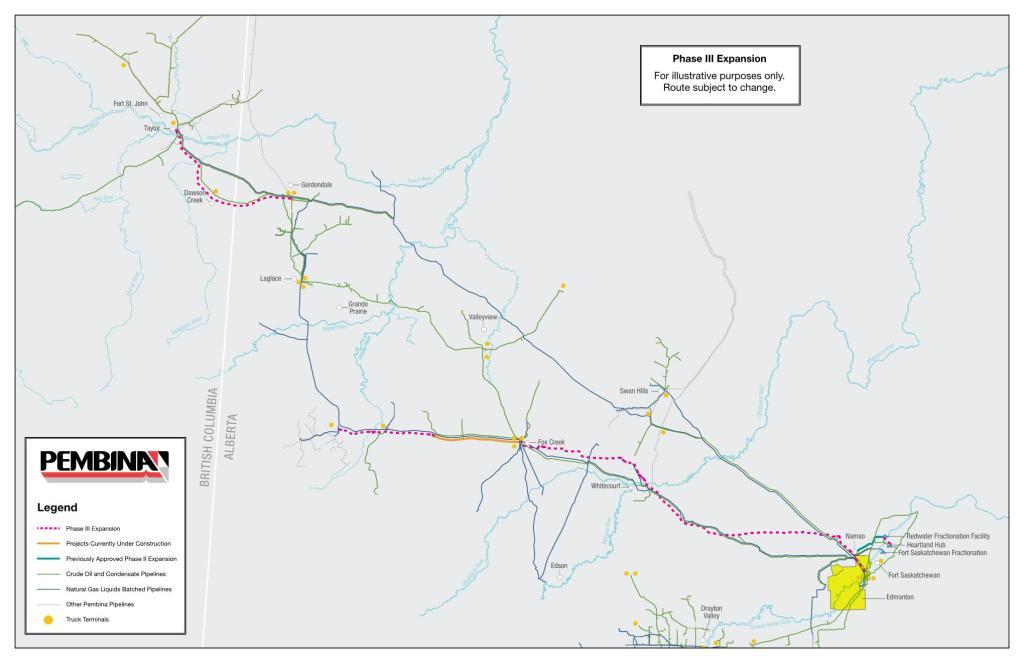 Phase III Expansion
For illustrative purposes only.
Route subject to change.
Fort St. John
Taylor
Peace River
Dawson
Creek
Gordondale
Laglace
Grande
Prairie
Valleyview
Swan Hills
BRITISH COLUMBIA
ALBERTA
Fox Creek
Whitecourt
Edson
Namao
Redwater Fractionation Facility
Heartland Hub
Fort Saskatchewan Fractionation
Fort Saskatchewan
Edmonton
Drayton
Valley
PEMBINA
Legend
Phase III Expansion
Projects Currently Under Construction
Previously Approved Phase II Expansion
Crude Oil and Condensate Pipelines
Natural Gas Liquids Batched Pipelines
Other Pembina Pipelines
Truck Terminals